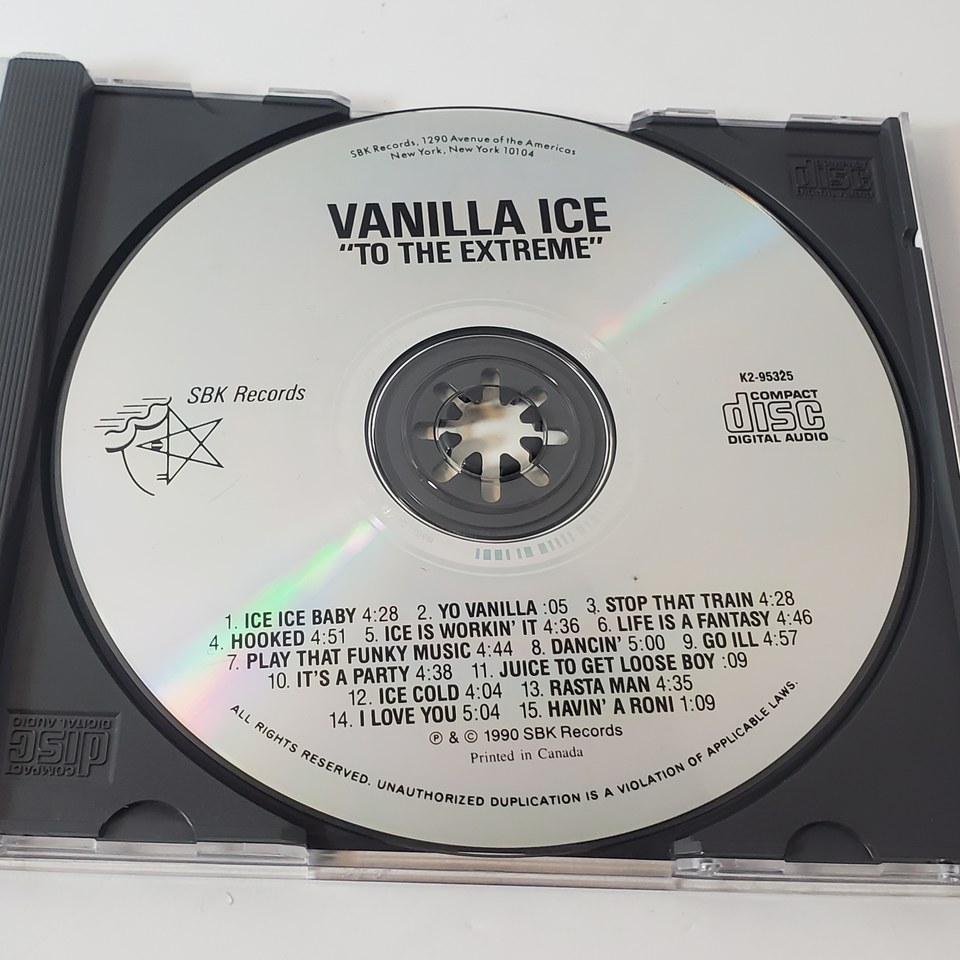 SBK Records, 1290 Avenue of the Americas
New York, New York 10104
VANILLA ICE
"TO THE EXTREME"
SBK Records
K2-95325
COMPACT
disc
DIGITAL AUDIO
1. ICE ICE BABY 4:28 2. YO VANILLA :05 3. STOP THAT TRAIN 4:28
4. HOOKED 4:51 5. ICE IS WORKIN' IT 4:36 6. LIFE IS A FANTASY 4:46
7. PLAY THAT FUNKY MUSIC 4:44 8. DANCIN' 5:00 9. GO ILL 4:57
10. IT'S A PARTY 4:38 11. JUICE TO GET LOOSE BOY :09
12. ICE COLD 4:04 13. RASTA MAN 4:35
14. I LOVE YOU 5:04 15. HAVIN' A RONI 1:09
℗ & © 1990 SBK Records
Printed in Canada
ALL RIGHTS RESERVED. UNAUTHORIZED DUPLICATION IS A VIOLATION OF APPLICABLE LAWS.
COMPACT
disc
DIGITAL AUDIO
COMPACT
disc
DIGITAL AUDIO